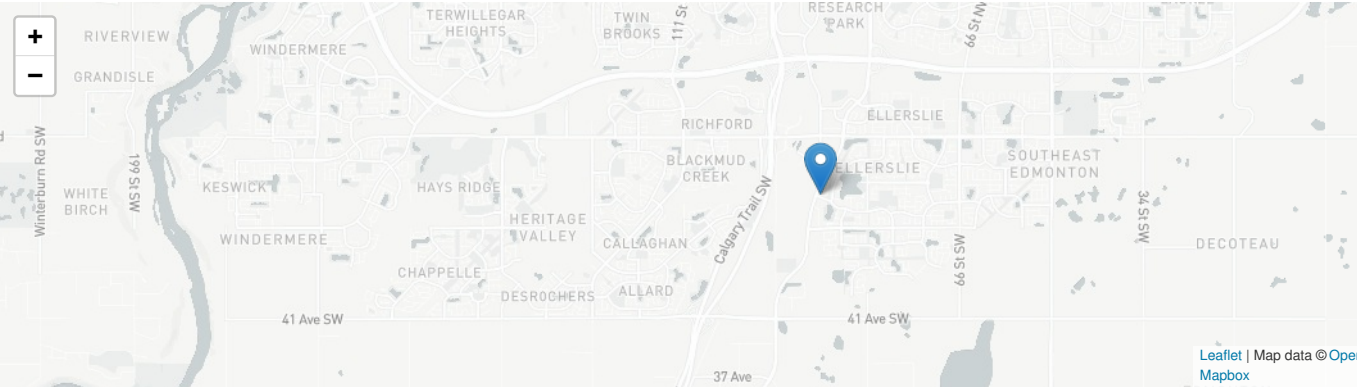 +
−
RIVERVIEW
GRANDISLE
WINDERMERE
TERWILLEGAR
HEIGHTS
TWIN
BROOKS
111 St
RESEARCH
PARK
66 St NW
Winterburn Rd SW
199 St SW
WHITE
BIRCH
KESWICK
WINDERMERE
HAYS RIDGE
HERITAGE
VALLEY
CHAPPELLE
DESROCHERS
RICHFORD
BLACKMUD
CREEK
CALLAGHAN
ALLARD
Calgary Trail SW
ELLERSLIE
ELLERSLIE
SOUTHEAST
EDMONTON
34 St SW
66 St SW
DECOTEAU
41 Ave SW
41 Ave SW
37 Ave
Leaflet | Map data © Ope
Mapbox